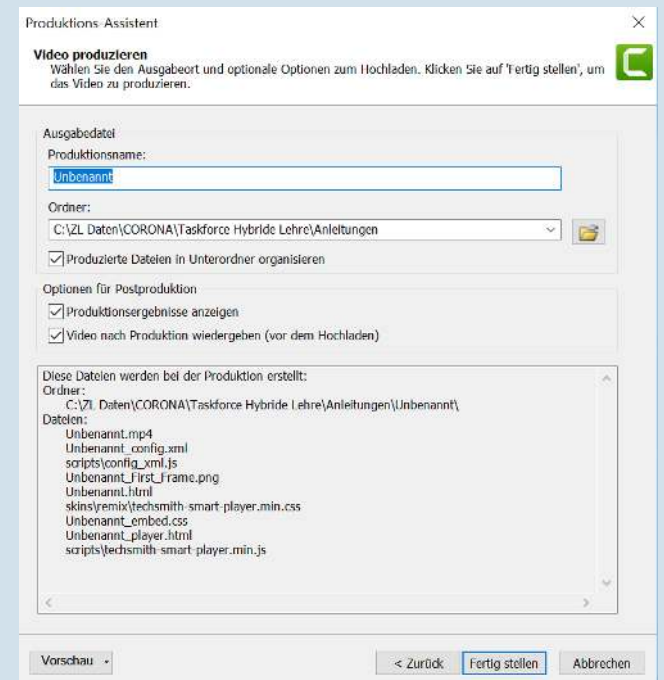 Produktions-Assistent
Video produzieren
Wählen Sie den Ausgabeort und optionale Optionen zum Hochladen. Klicken Sie auf 'Fertig stellen', um
das Video zu produzieren.
Ausgabedatei
Produktionsname:
Unbenannt
Ordner:
C:\ZL Daten\CORONA\Taskforce Hybride Lehre\Anleitungen
Produzierte Dateien in Unterordner organisieren
Optionen für Postproduktion
Produktionsergebnisse anzeigen
Video nach Produktion wiedergeben (vor dem Hochladen)
Diese Dateien werden bei der Produktion erstellt:
Ordner:
C:\ZL Daten\CORONA\Taskforce Hybride Lehre\Anleitungen\Unbenannt\
Dateien:
Unbenannt.mp4
Unbenannt_config.xml
scripts\config_xml.js
Unbenannt_First_Frame.png
Unbenannt.html
skins\remix\techsmith-smart-player.min.css
Unbenannt_embed.css
Unbenannt_player.html
scripts\techsmith-smart-player.min.js
Vorschau
< Zurück
Fertig stellen
Abbrechen